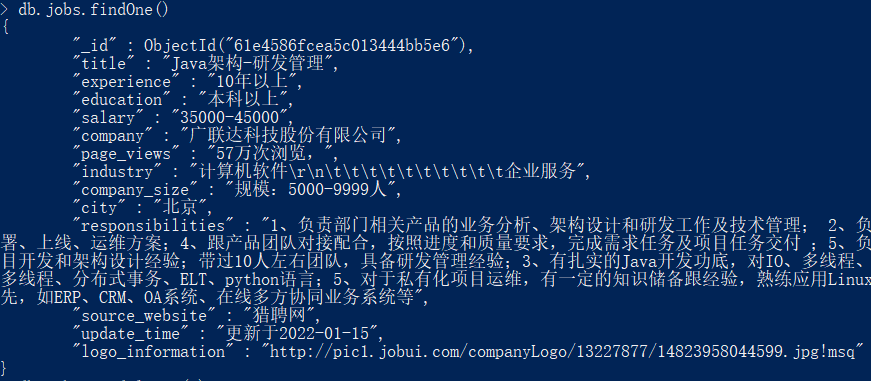 > db.jobs.findOne()
{
"_id" : ObjectId("61e4586fcea5c013444bb5e6"),
"title" : "Java架构-研发管理",
"experience" : "10年以上",
"education" : "本科以上",
"salary" : "35000-45000",
"company" : "广联达科技股份有限公司",
"page_views" : "57万次浏览，",
"industry" : "计算机软件\r\n\t\t\t\t\t\t\t\t\t\t企业服务",
"company_size" : "规模：5000-9999人",
"city" : "北京",
"responsibilities" : "1、负责部门相关产品的业务分析、架构设计和研发工作及技术管理； 2、负
署、上线、运维方案；4、跟产品团队对接配合，按照进度和质量要求，完成需求任务及项目任务交付 ；5、负
目开发和架构设计经验；带过10人左右团队，具备研发管理经验；3、有扎实的Java开发功底，对IO、多线程、
多线程、分布式事务、ELT、python语言；5、对于私有化项目运维，有一定的知识储备跟经验，熟练应用Linux
先，如ERP、CRM、OA系统、在线多方协同业务系统等",
"source_website" : "猎聘网",
"update_time" : "更新于2022-01-15",
"logo_information" : "http://pic1.jobui.com/companyLogo/13227877/14823958044599.jpg!msq"
}